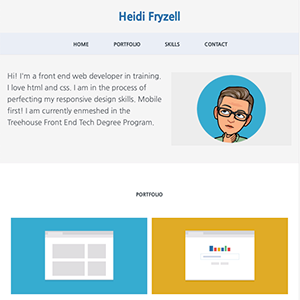 Heidi Fryzell
HOME PORTFOLIO SKILLS CONTACT
Hi! I'm a front end web developer in training.
I love html and css. I am in the process of
perfecting my responsive design skills. Mobile
first! I am currently enmeshed in the
Treehouse Front End Tech Degree Program.
PORTFOLIO